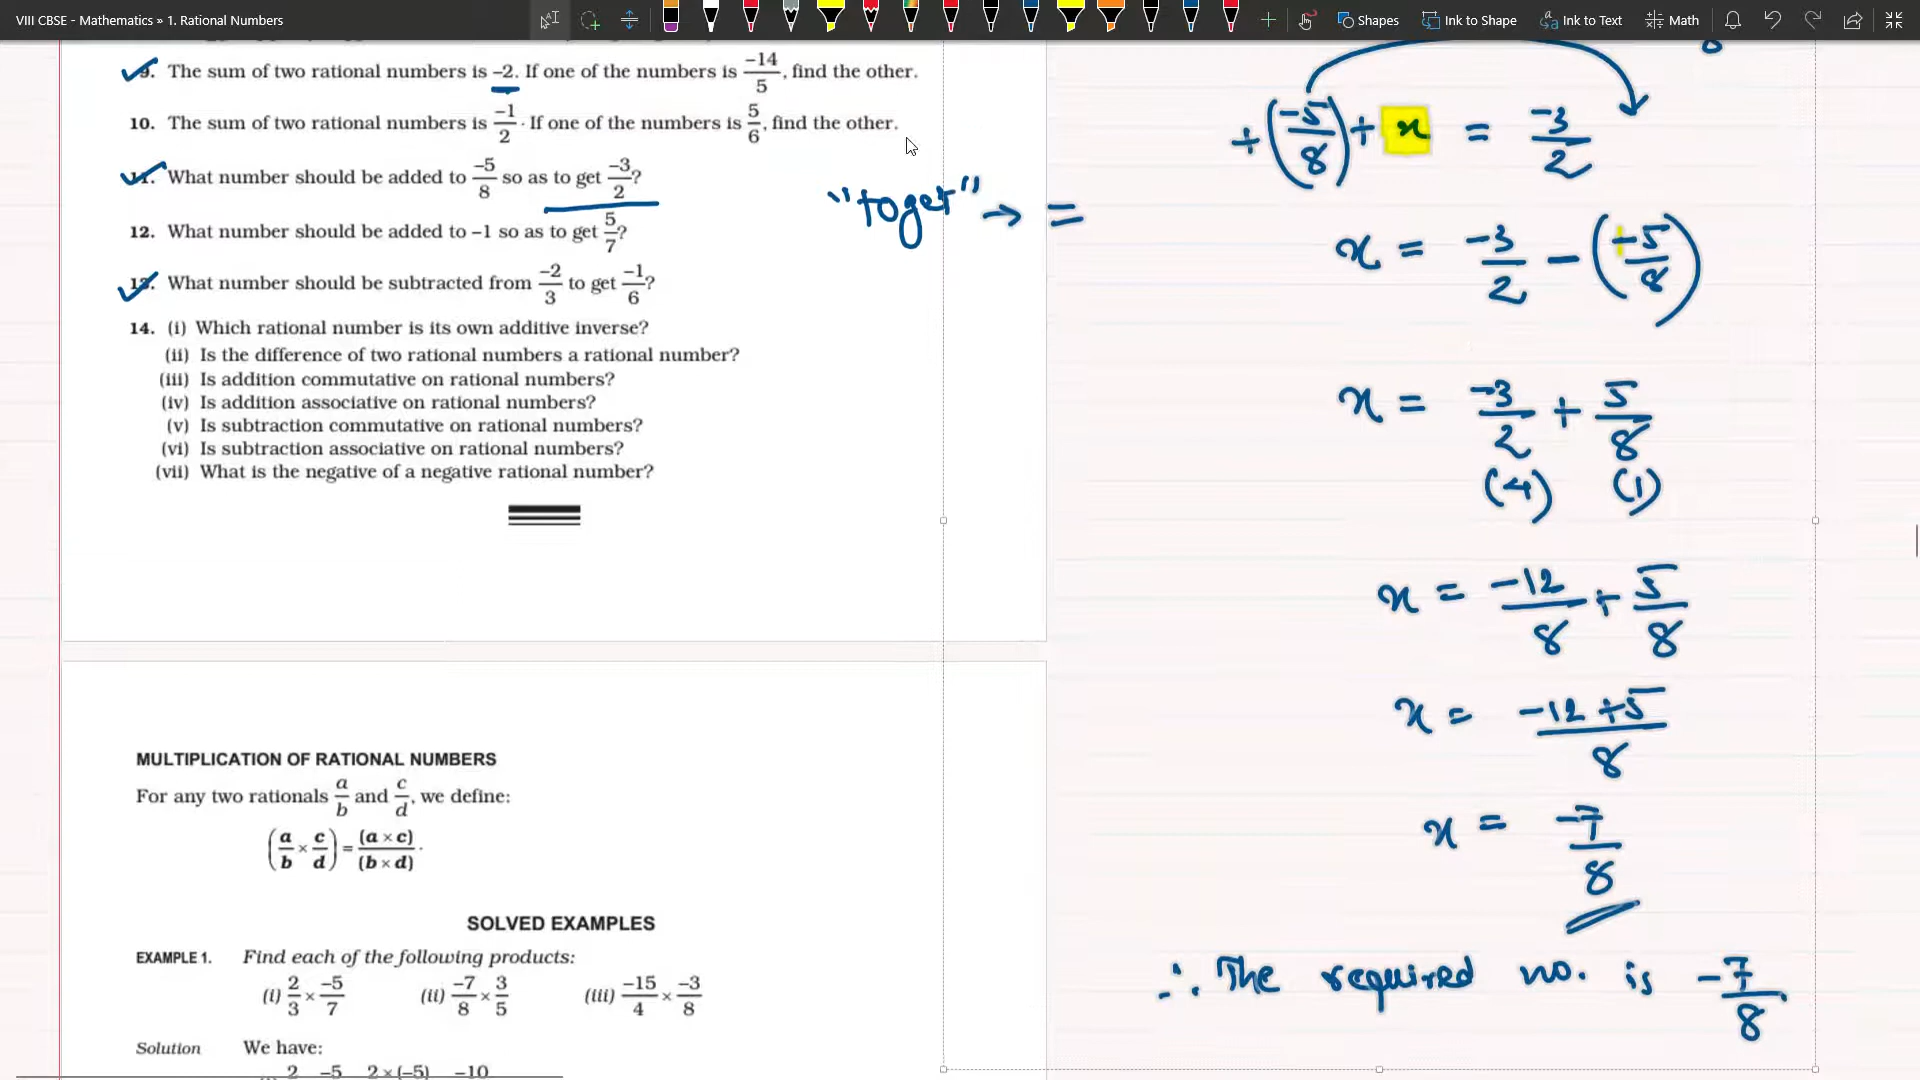 VIII CBSE - Mathematics » 1. Rational Numbers
Shapes Ink to Shape Ink to Text Math
9. The sum of two rational numbers is –2. If one of the numbers is -14/5, find the other.
10. The sum of two rational numbers is -1/2. If one of the numbers is 5/6, find the other.
11. What number should be added to -5/8 so as to get -3/2?
12. What number should be added to –1 so as to get 5/7?
13. What number should be subtracted from -2/3 to get -1/6?
14. (i) Which rational number is its own additive inverse?
(ii) Is the difference of two rational numbers a rational number?
(iii) Is addition commutative on rational numbers?
(iv) Is addition associative on rational numbers?
(v) Is subtraction commutative on rational numbers?
(vi) Is subtraction associative on rational numbers?
(vii) What is the negative of a negative rational number?
MULTIPLICATION OF RATIONAL NUMBERS
For any two rationals a/b and c/d, we define:
(a/b × c/d) = (a × c)/(b × d).
SOLVED EXAMPLES
EXAMPLE 1. Find each of the following products:
(i) 2/3 × -5/7 (ii) -7/8 × 3/5 (iii) -15/4 × -3/8
Solution We have:
2 -5 2 × (-5) -10
"to get" → =
+(-5/8) + x = -3/2
x = -3/2 - (-5/8)
x = -3/2 + 5/8
(4) (1)
x = -12/8 + 5/8
x = -12+5/8
x = -7/8
∴ The required no. is -7/8.